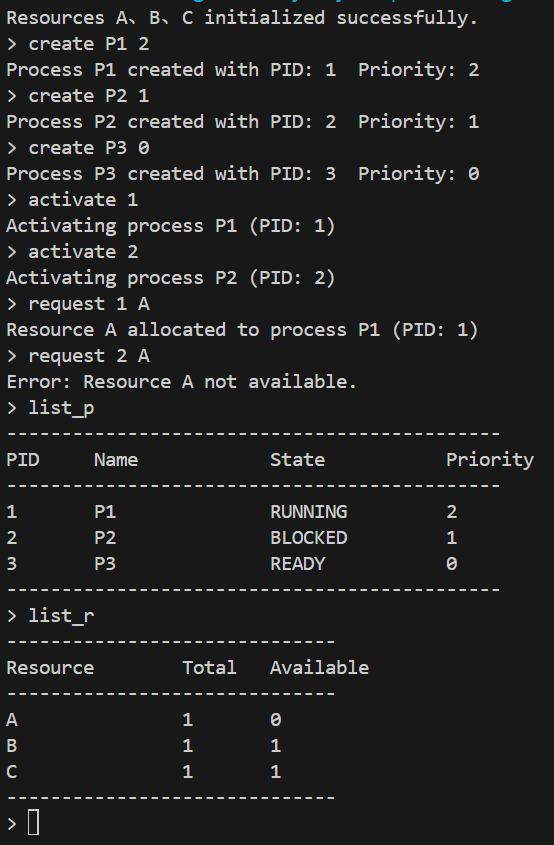 Resources A、B、C initialized successfully.
> create P1 2
Process P1 created with PID: 1  Priority: 2
> create P2 1
Process P2 created with PID: 2  Priority: 1
> create P3 0
Process P3 created with PID: 3  Priority: 0
> activate 1
Activating process P1 (PID: 1)
> activate 2
Activating process P2 (PID: 2)
> request 1 A
Resource A allocated to process P1 (PID: 1)
> request 2 A
Error: Resource A not available.
> list_p
---------------------------------------------
PID     Name            State           Priority
---------------------------------------------
1       P1              RUNNING         2
2       P2              BLOCKED         1
3       P3              READY           0
---------------------------------------------
> list_r
------------------------------
Resource        Total   Available
------------------------------
A               1       0
B               1       1
C               1       1
------------------------------
>